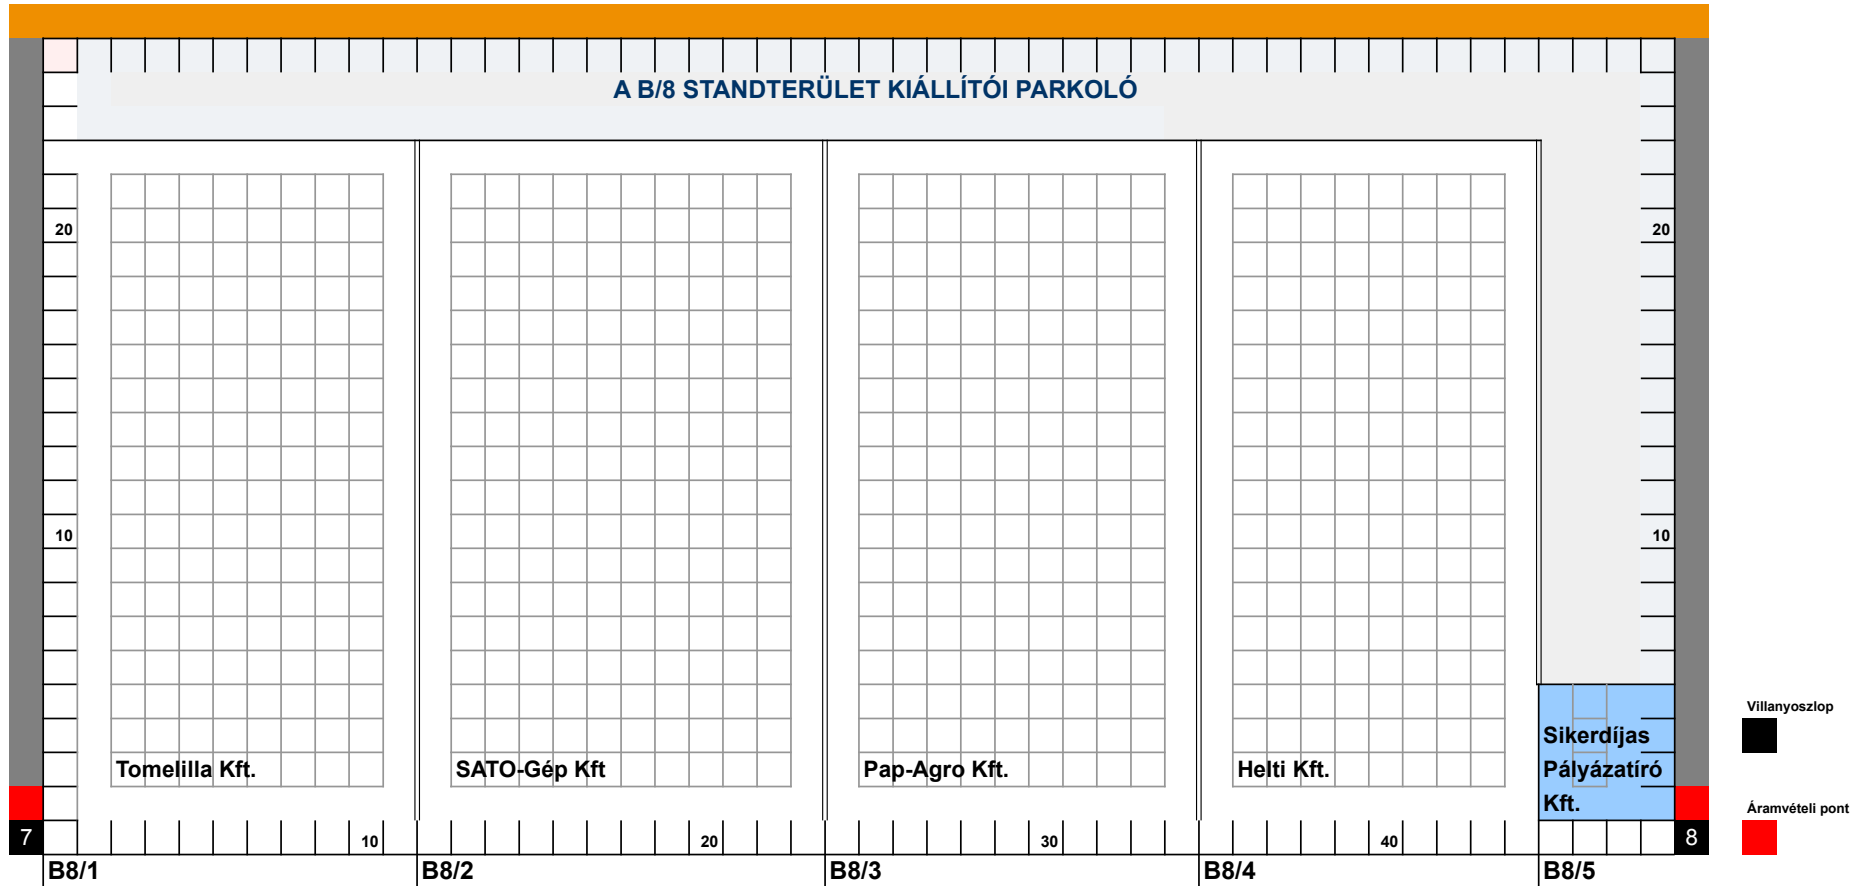 A B/8 STANDTERÜLET KIÁLLÍTÓI PARKOLÓ
20
20
10
10
Villanyoszlop
Sikerdíjas
Pályázatíró
Kft.
Tomelilla Kft.
SATO-Gép Kft
Pap-Agro Kft.
Helti Kft.
Áramvételi pont
7
10
20
30
40
8
B8/1
B8/2
B8/3
B8/4
B8/5